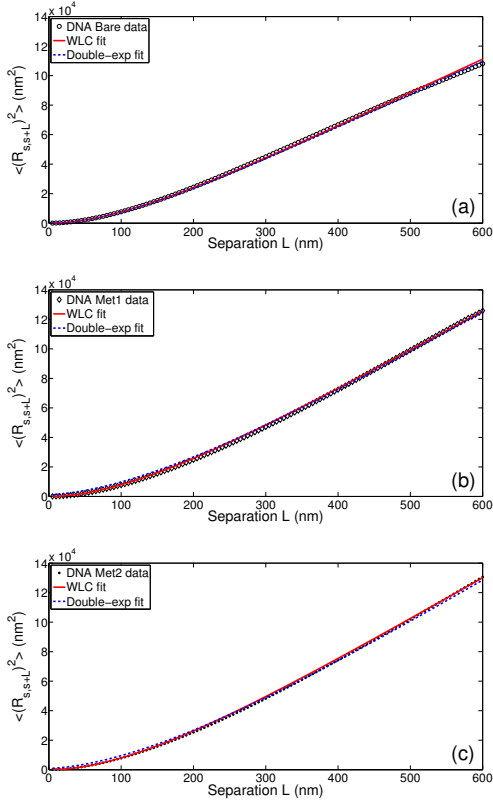 14 x 10^4
DNA Bare data
WLC fit
Double-exp fit
12
10
8
6
4
2
0
0 100 200 300 400 500 600
<(R_{s,s+L})^2> (nm^2)
Separation L (nm)
(a)
14 x 10^4
DNA Met1 data
WLC fit
Double-exp fit
12
10
8
6
4
2
0
0 100 200 300 400 500 600
<(R_{s,s+L})^2> (nm^2)
Separation L (nm)
(b)
14 x 10^4
DNA Met2 data
WLC fit
Double-exp fit
12
10
8
6
4
2
0
0 100 200 300 400 500 600
<(R_{s,s+L})^2> (nm^2)
Separation L (nm)
(c)